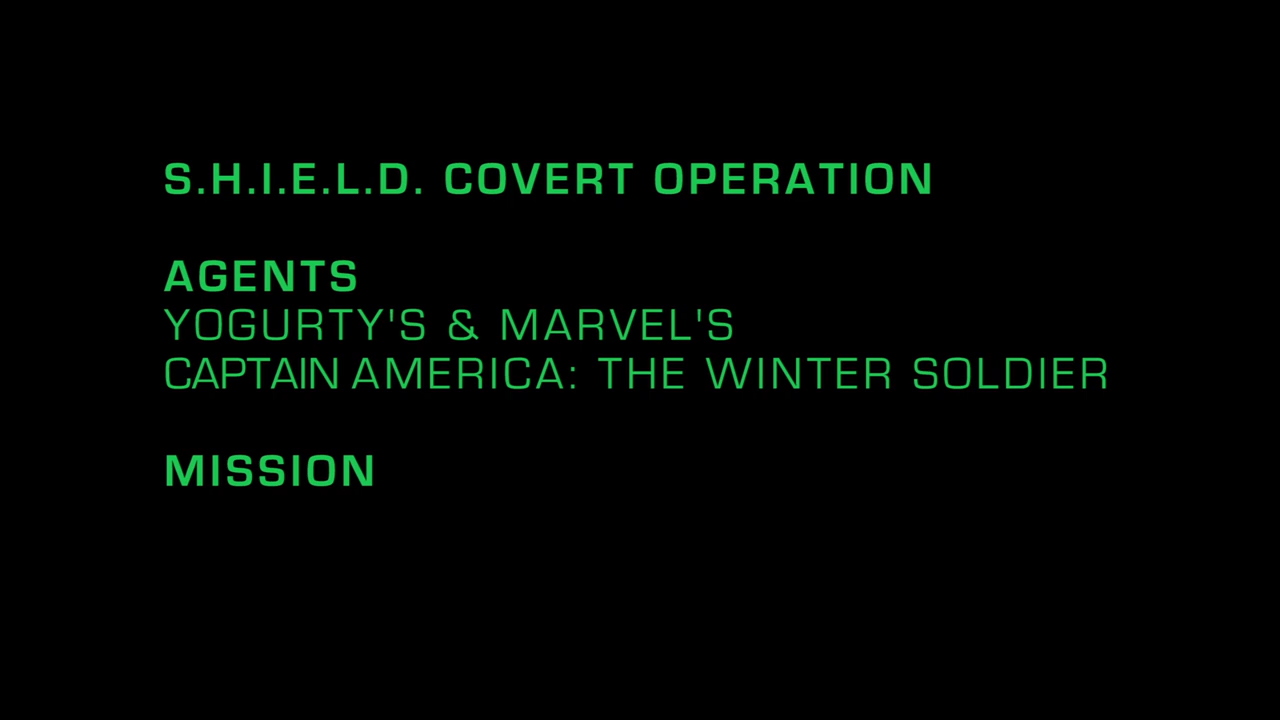 S.H.I.E.L.D. COVERT OPERATION
AGENTS
YOGURTY'S & MARVEL'S
CAPTAIN AMERICA: THE WINTER SOLDIER
MISSION